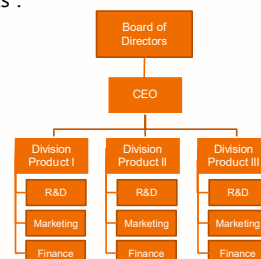 Board of
Directors
CEO
Division
Product I
Division
Product II
Division
Product III
R&D
R&D
R&D
Marketing
Marketing
Marketing
Finance
Finance
Finance